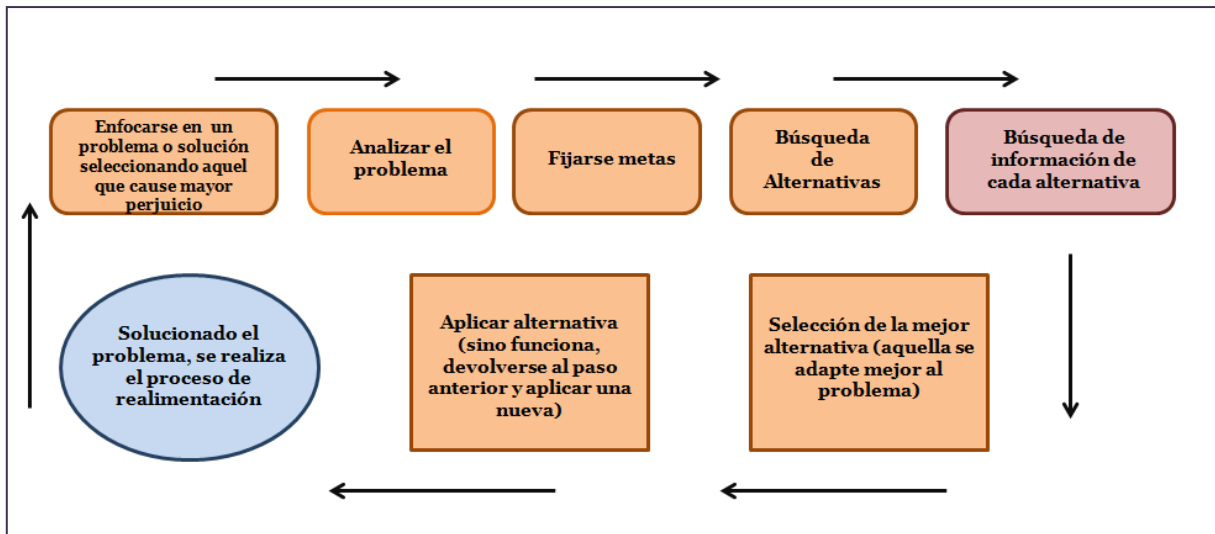 Enfocarse en un
problema o solución
seleccionando aquel
que cause mayor
perjuicio
Analizar el
problema
Fijarse metas
Búsqueda
de
Alternativas
Búsqueda de
información de
cada alternativa
Solucionado el
problema, se realiza
el proceso de
realimentación
Aplicar alternativa
(sino funciona,
devolverse al paso
anterior y aplicar una
nueva)
Selección de la mejor
alternativa (aquella se
adapte mejor al
problema)